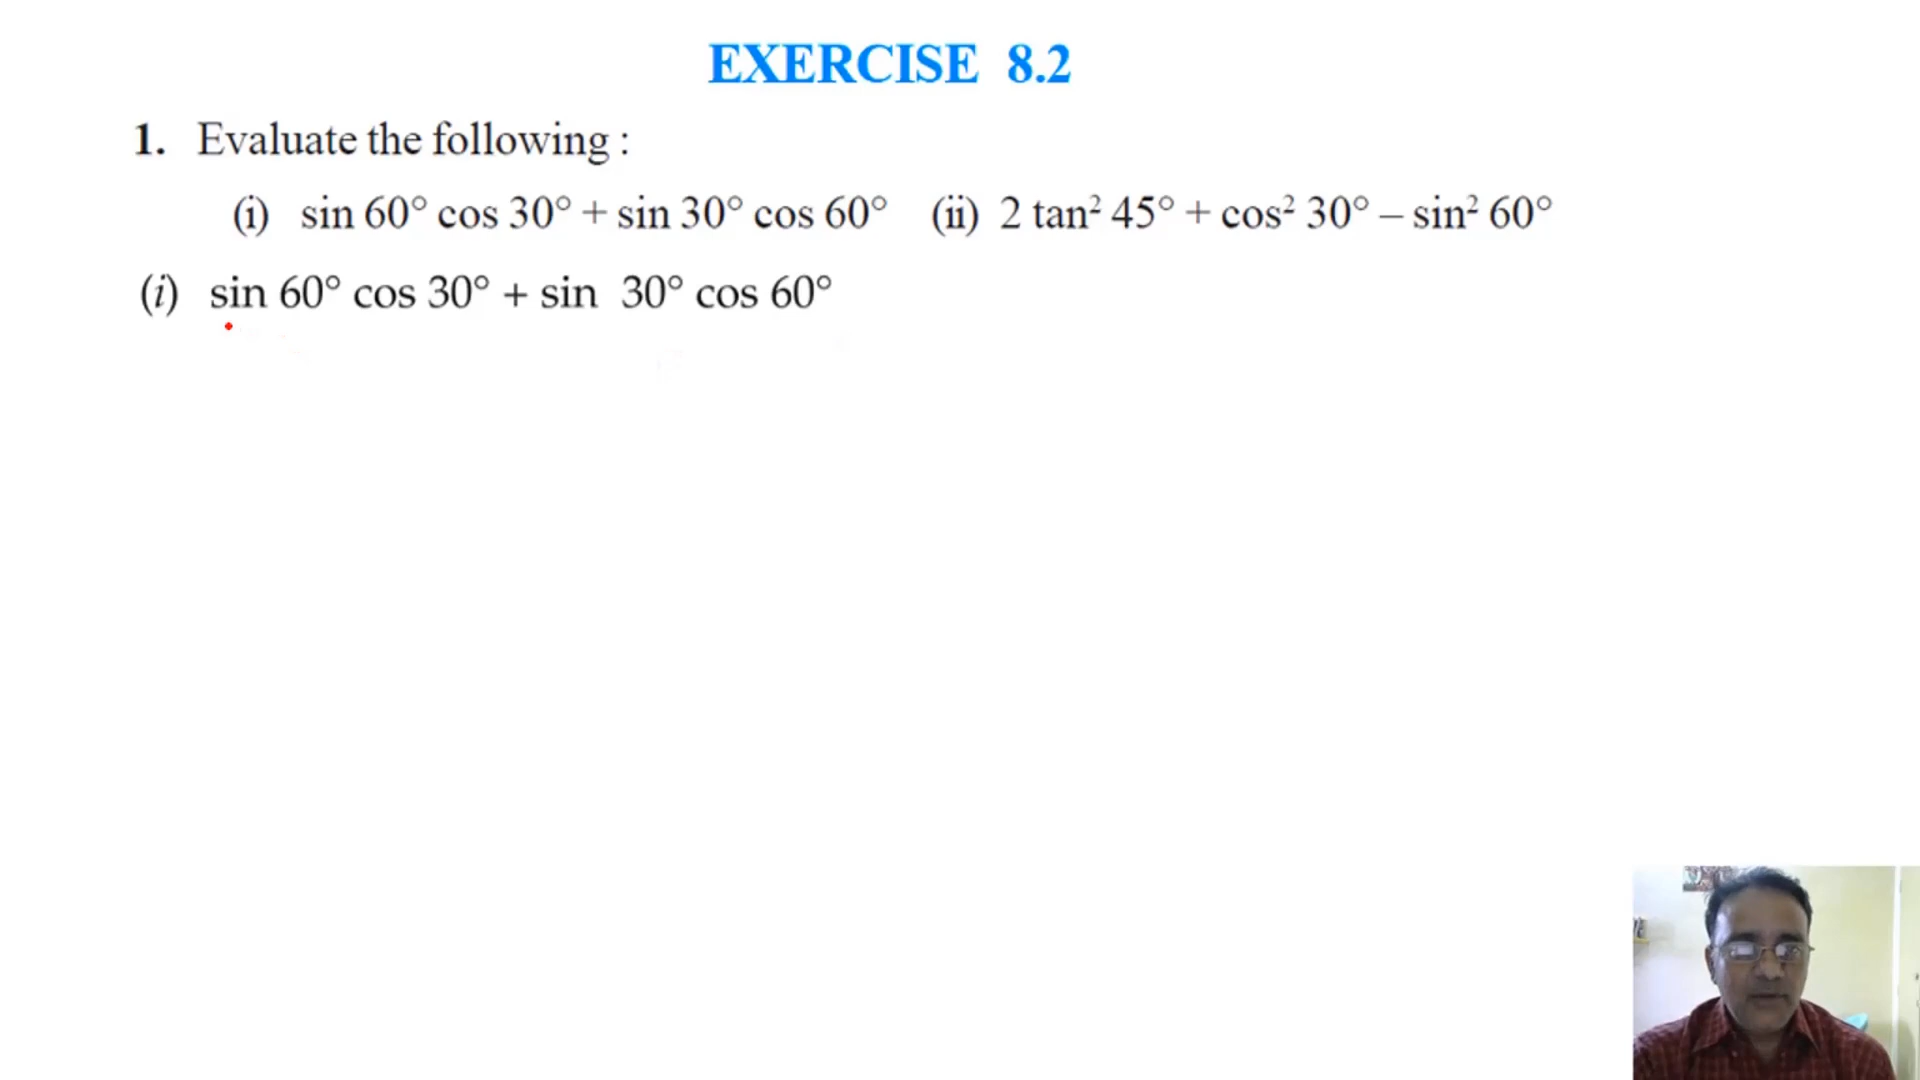 EXERCISE 8.2
1. Evaluate the following :
(i) sin 60° cos 30° + sin 30° cos 60° (ii) 2 tan² 45° + cos² 30° – sin² 60°
(i) sin 60° cos 30° + sin 30° cos 60°